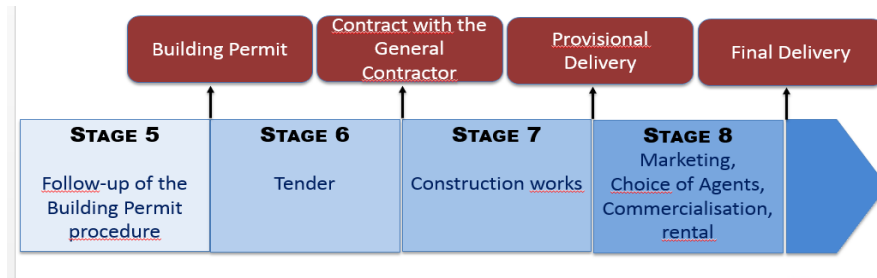 Building Permit
Contract with the
General
Contractor
Provisional
Delivery
Final Delivery
STAGE 5
Follow-up of the
Building Permit
procedure
STAGE 6
Tender
STAGE 7
Construction works
STAGE 8
Marketing,
Choice of Agents,
Commercialisation,
rental